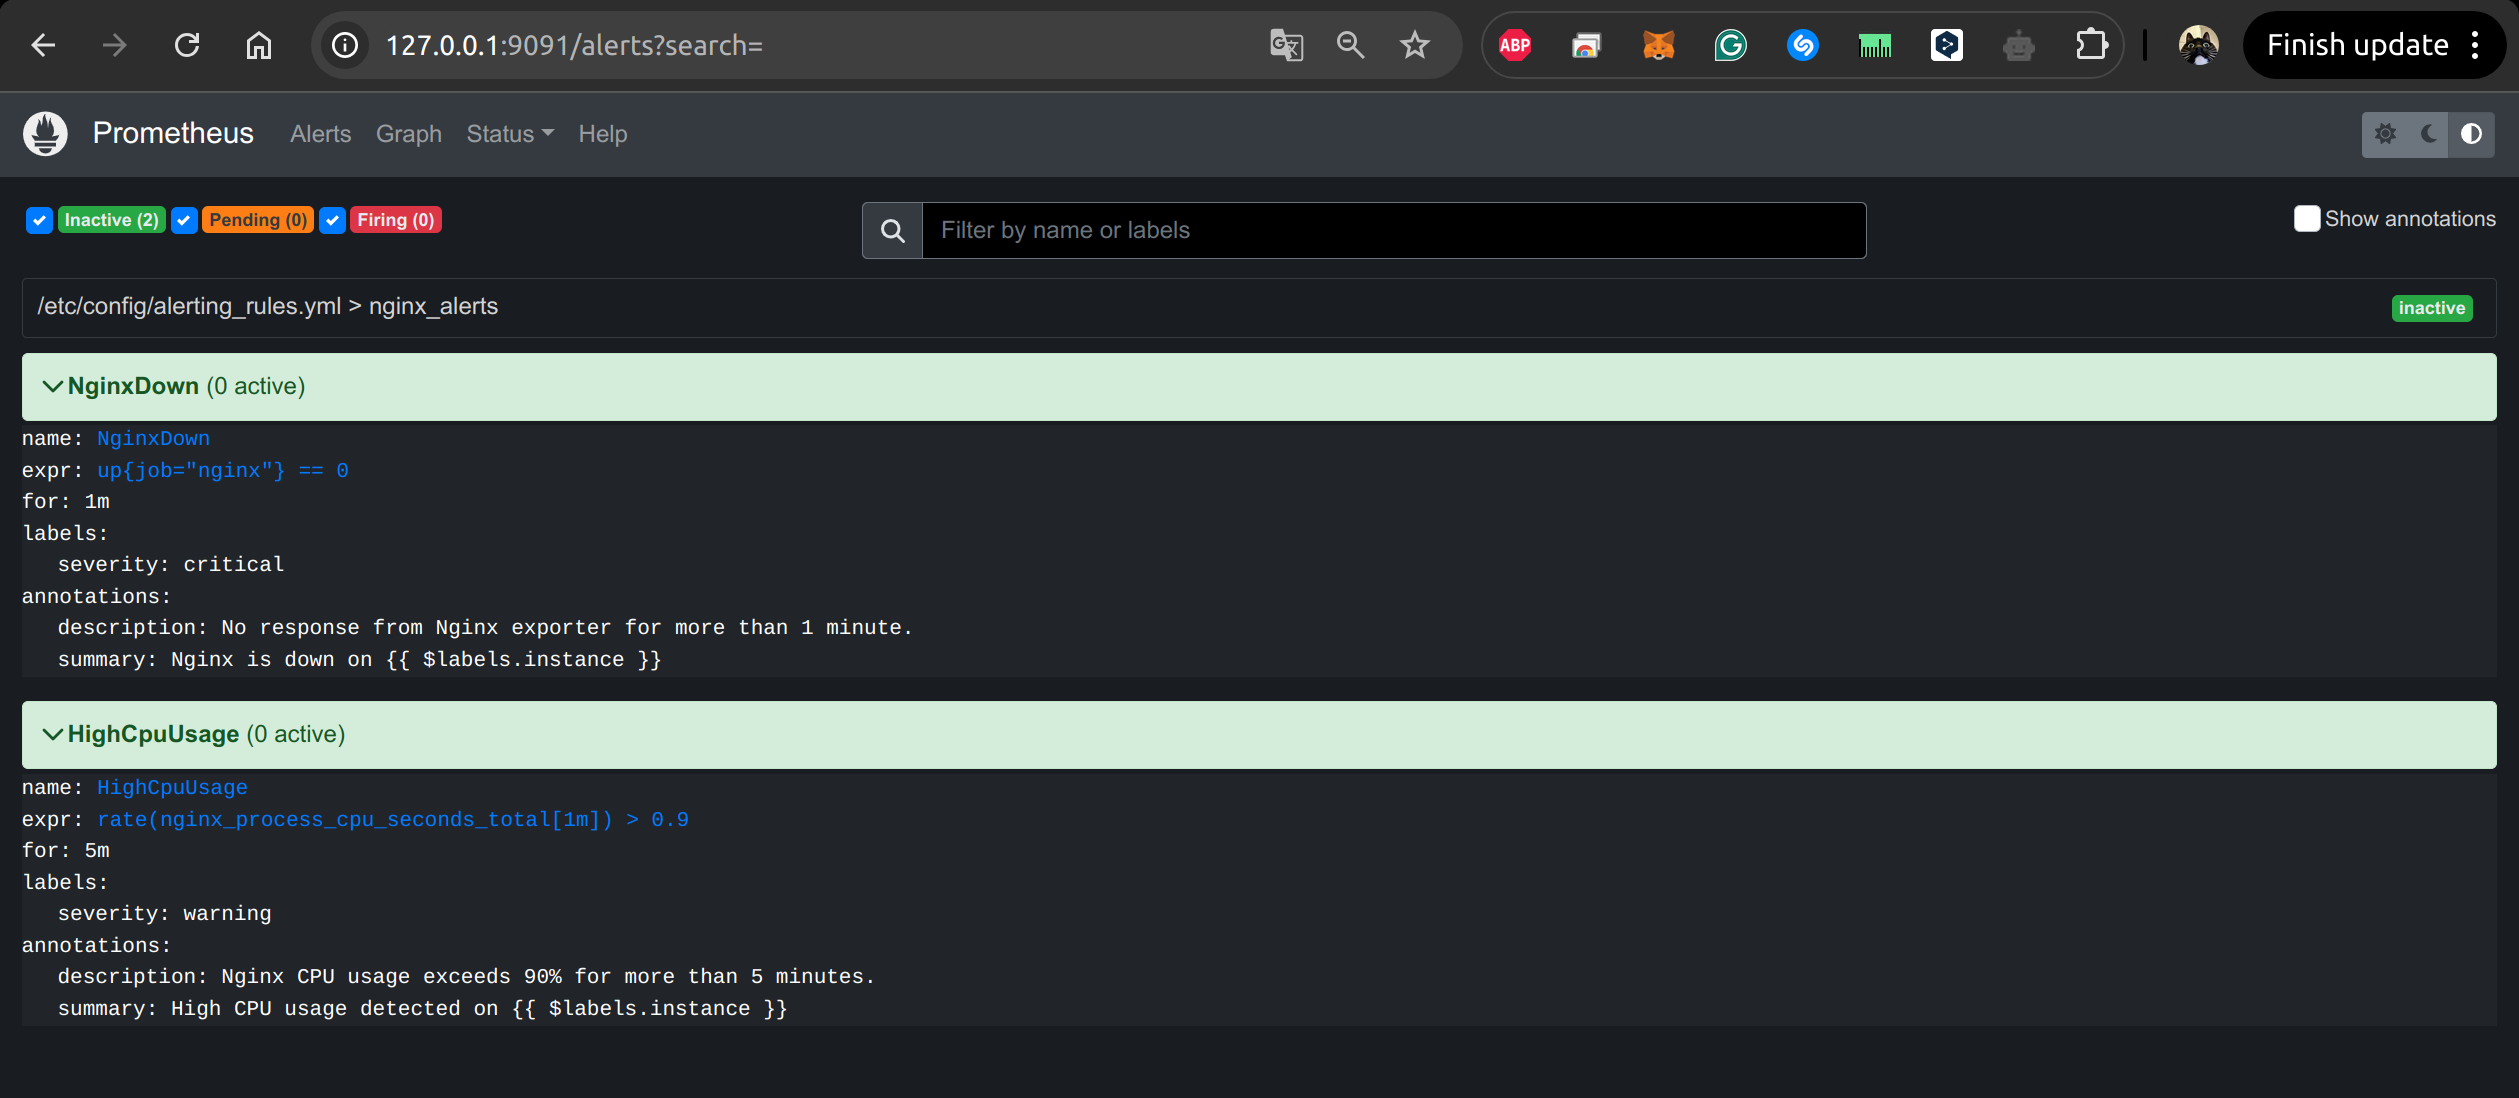 127.0.0.1:9091/alerts?search=
ABP
Finish update
Prometheus Alerts Graph Status Help
Inactive (2) Pending (0) Firing (0)
Filter by name or labels
Show annotations
/etc/config/alerting_rules.yml > nginx_alerts
inactive
NginxDown (0 active)
name: NginxDown
expr: up{job="nginx"} == 0
for: 1m
labels:
severity: critical
annotations:
description: No response from Nginx exporter for more than 1 minute.
summary: Nginx is down on {{ $labels.instance }}
HighCpuUsage (0 active)
name: HighCpuUsage
expr: rate(nginx_process_cpu_seconds_total[1m]) > 0.9
for: 5m
labels:
severity: warning
annotations:
description: Nginx CPU usage exceeds 90% for more than 5 minutes.
summary: High CPU usage detected on {{ $labels.instance }}